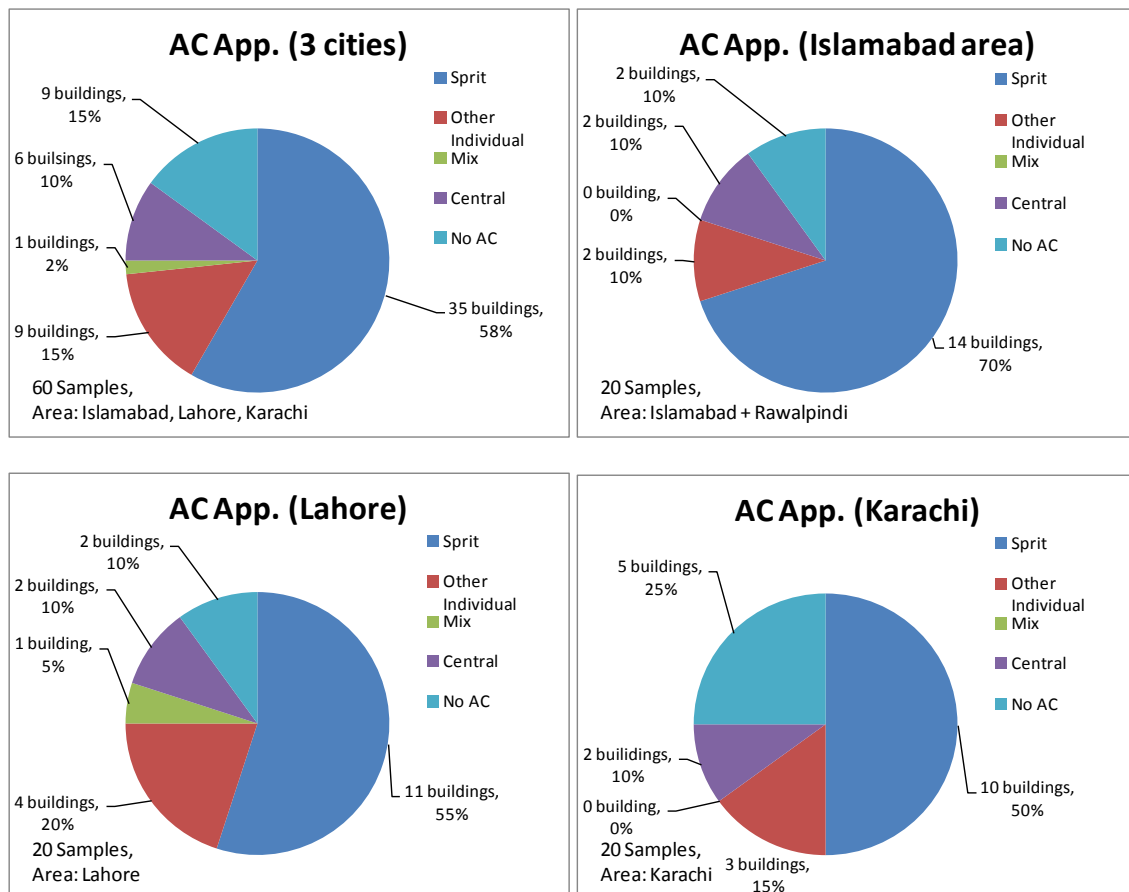 AC App. (3 cities)
9 buildings,
15%
6 builsings,
10%
1 buildings,
2%
9 buildings,
15%
35 buildings,
58%
Sprit
Other
Individual
Mix
Central
No AC
60 Samples,
Area: Islamabad, Lahore, Karachi
AC App. (Islamabad area)
2 buildings,
10%
2 buildings,
10%
0 building,
0%
2 buildings,
10%
14 buildings,
70%
Sprit
Other
Individual
Mix
Central
No AC
20 Samples,
Area: Islamabad + Rawalpindi
AC App. (Lahore)
2 buildings,
10%
2 buildings,
10%
1 building,
5%
4 buildings,
20%
11 buildings,
55%
Sprit
Other
Individual
Mix
Central
No AC
20 Samples,
Area: Lahore
AC App. (Karachi)
5 buildings,
25%
2 buildings,
10%
0 building,
0%
3 buildings,
15%
10 buildings,
50%
Sprit
Other
Individual
Mix
Central
No AC
20 Samples,
Area: Karachi